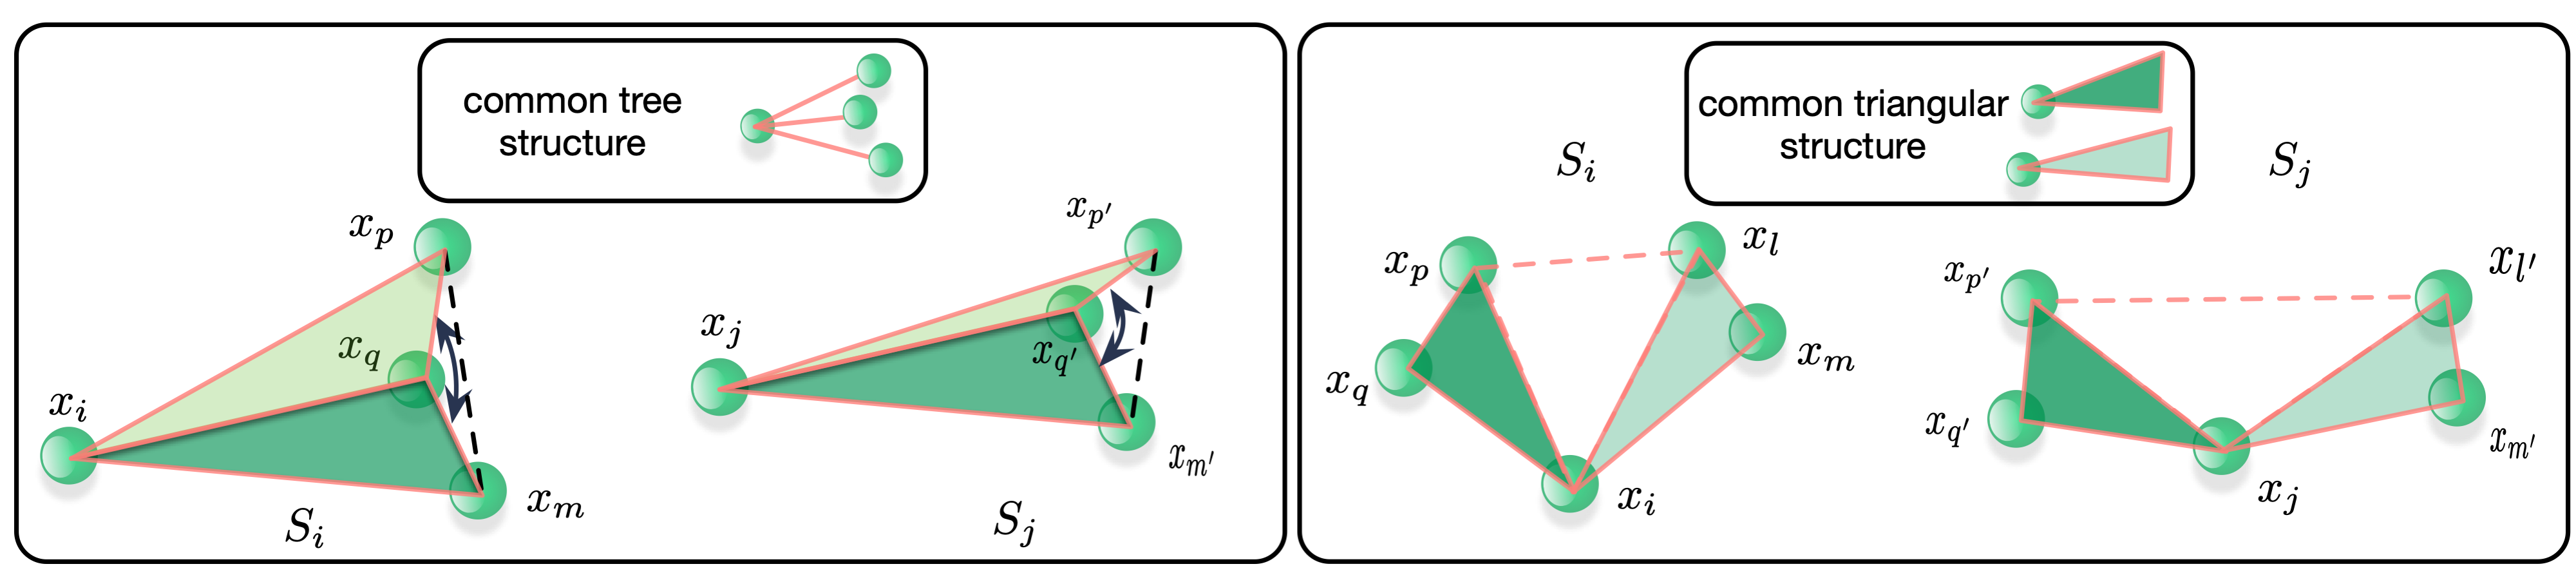 common tree
structure
x_p
x_q
x_i
x_m
S_i
x_{p'}
x_j
x_{q'}
x_{m'}
S_j
common triangular
structure
S_i
S_j
x_p
x_l
x_q
x_m
x_i
x_{p'}
x_{l'}
x_{q'}
x_{m'}
x_j